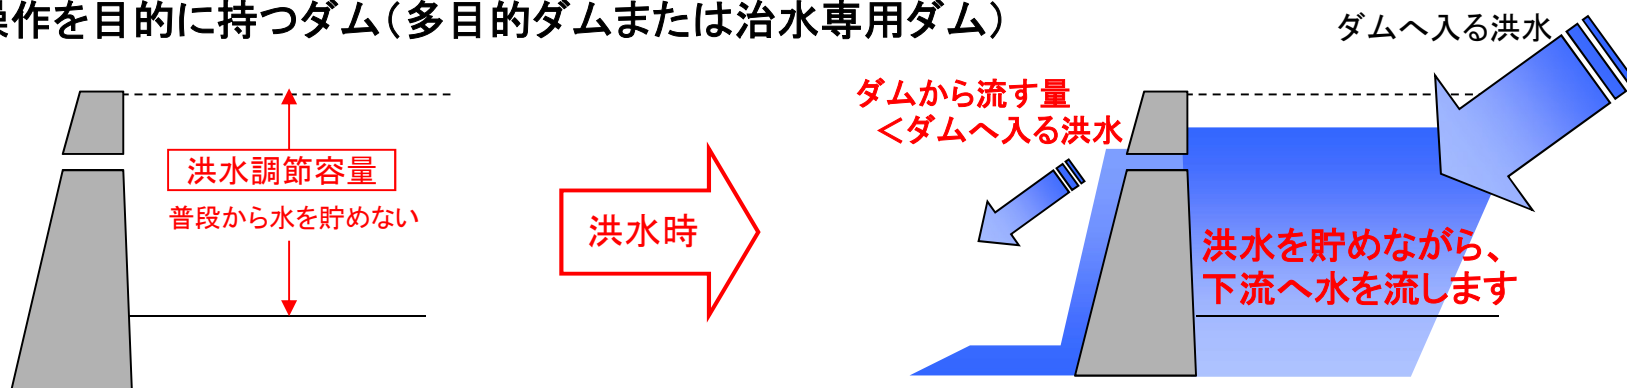 操作を目的に持つダム（多目的ダムまたは治水専用ダム）
ダムへ入る洪水
ダムから流す量
＜ダムへ入る洪水
洪水調節容量
普段から水を貯めない
洪水時
洪水を貯めながら、
下流へ水を流します